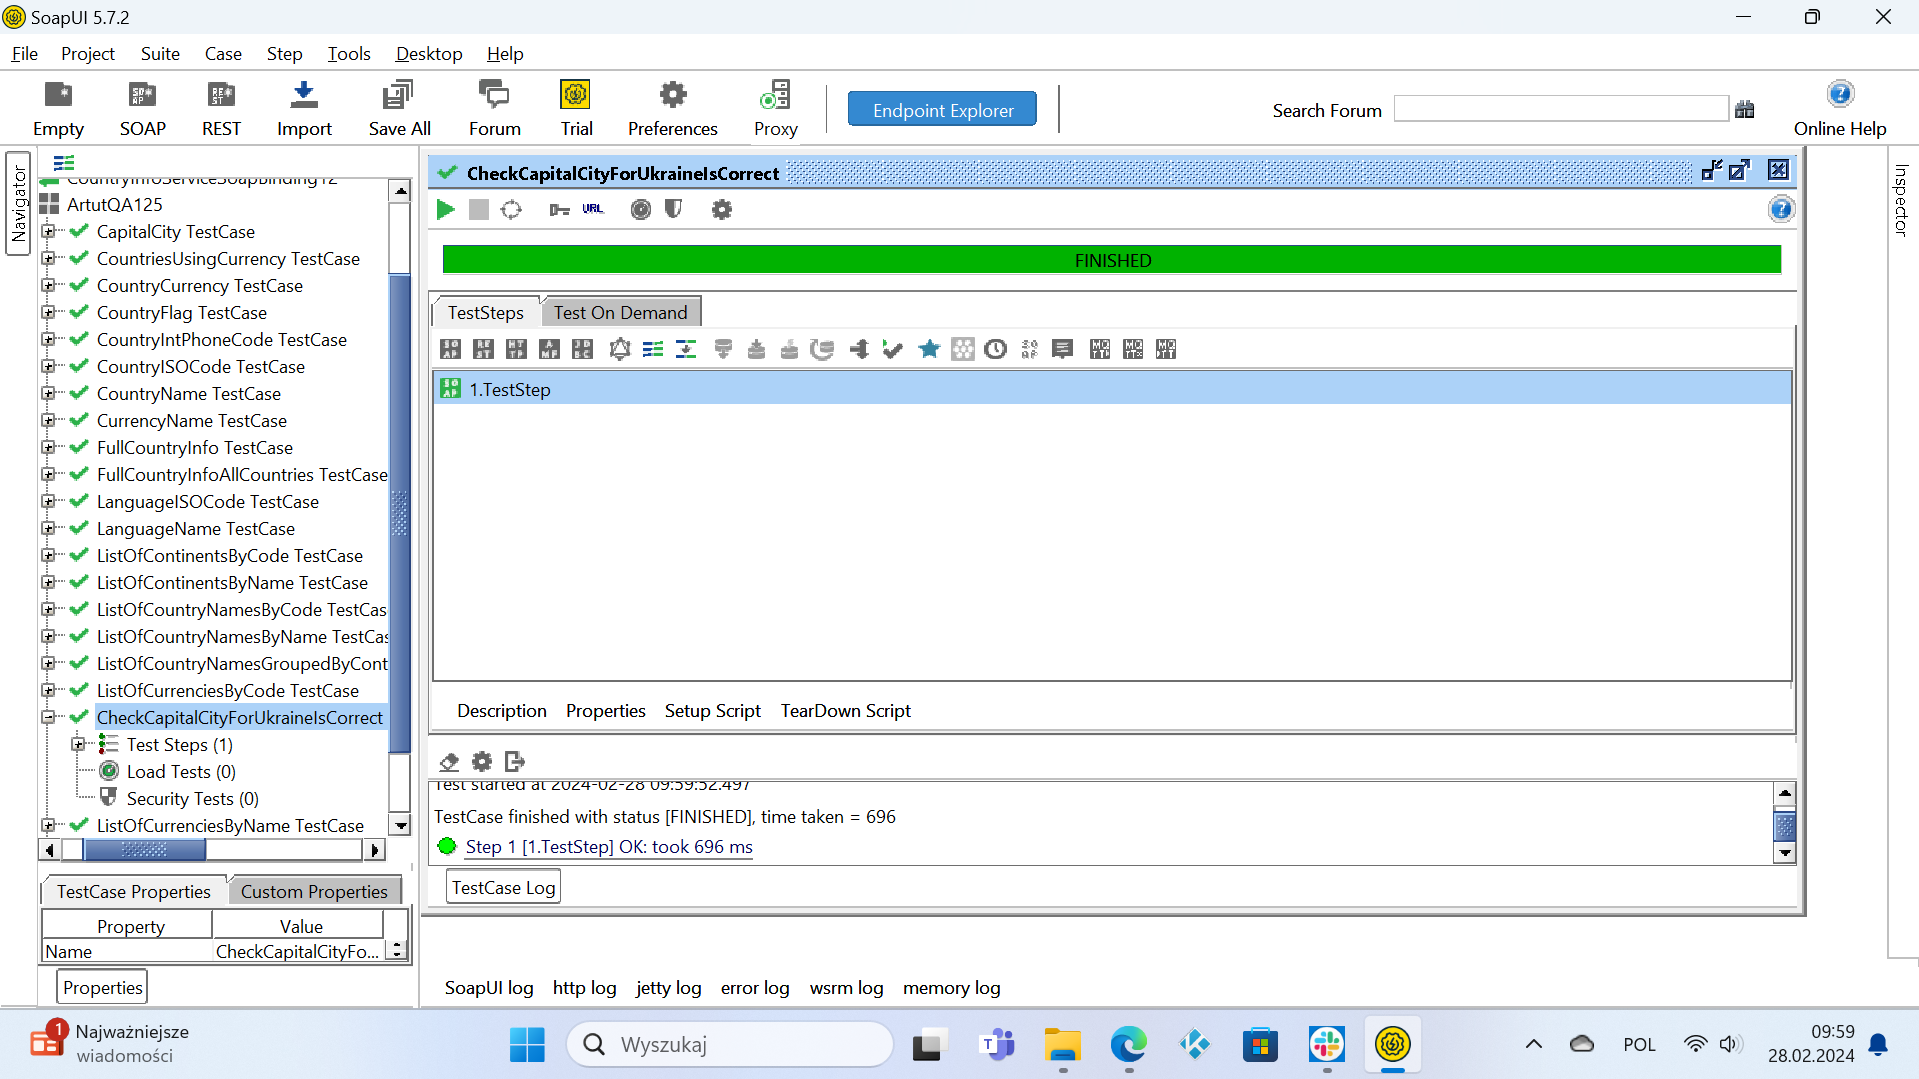 SoapUI 5.7.2
File Project Suite Case Step Tools Desktop Help
Empty SOAP REST Import Save All Forum Trial Preferences Proxy
Endpoint Explorer
Search Forum
Online Help
Navigator
CountryInfoServiceSoapBinding12
ArtutQA125
CapitalCity TestCase
CountriesUsingCurrency TestCase
CountryCurrency TestCase
CountryFlag TestCase
CountryIntPhoneCode TestCase
CountryISOCode TestCase
CountryName TestCase
CurrencyName TestCase
FullCountryInfo TestCase
FullCountryInfoAllCountries TestCase
LanguageISOCode TestCase
LanguageName TestCase
ListOfContinentsByCode TestCase
ListOfContinentsByName TestCase
ListOfCountryNamesByCode TestCas
ListOfCountryNamesByName TestCas
ListOfCountryNamesGroupedByCont
ListOfCurrenciesByCode TestCase
CheckCapitalCityForUkraineIsCorrect
Test Steps (1)
Load Tests (0)
Security Tests (0)
ListOfCurrenciesByName TestCase
TestCase Properties Custom Properties
Property Value
Name CheckCapitalCityFo...
Properties
CheckCapitalCityForUkraineIsCorrect
URL
FINISHED
TestSteps Test On Demand
1.TestStep
Description Properties Setup Script TearDown Script
Test started at 2024-02-28 09:59:52.497
TestCase finished with status [FINISHED], time taken = 696
Step 1 [1.TestStep] OK: took 696 ms
TestCase Log
SoapUI log http log jetty log error log wsrm log memory log
Inspector
1
Najważniejsze
wiadomości
Wyszukaj
POL
09:59
28.02.2024